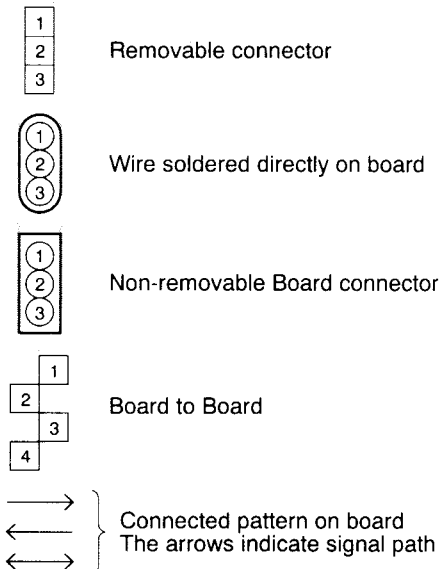 1
2
3
Removable connector
1
2
3
Wire soldered directly on board
1
2
3
Non-removable Board connector
1
2
3
4
Board to Board
Connected pattern on board
The arrows indicate signal path